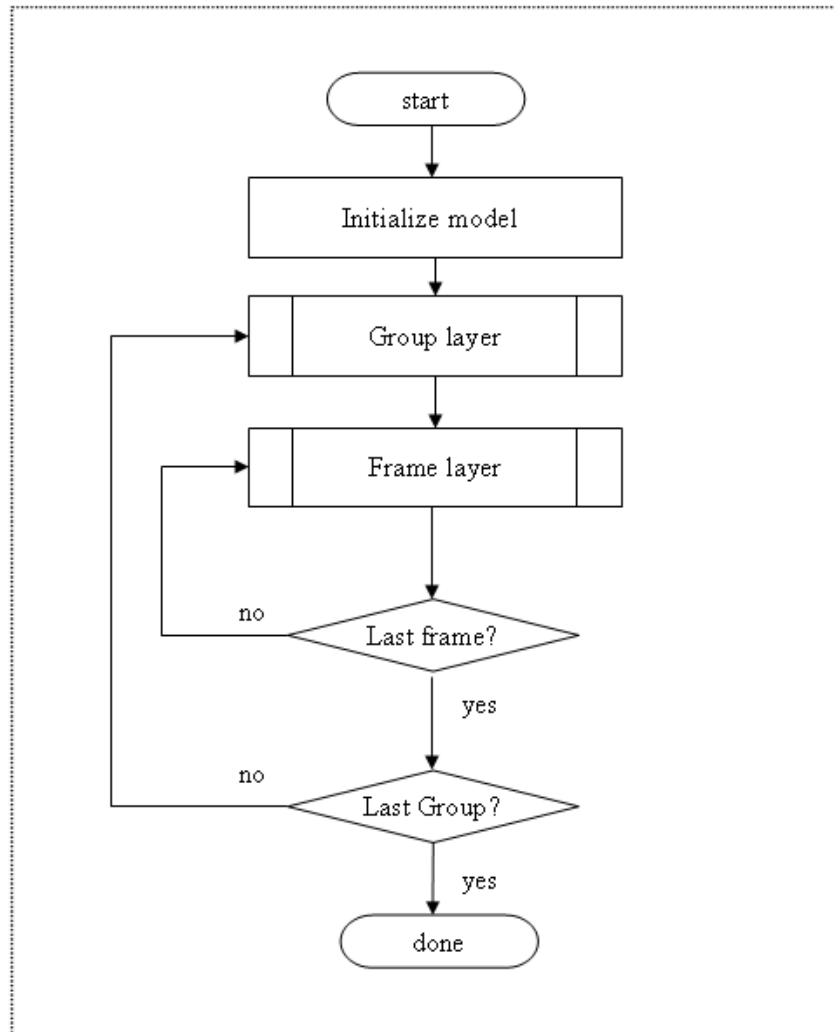 start
Initialize model
Group layer
Frame layer
no
Last frame?
yes
no
Last Group?
yes
done